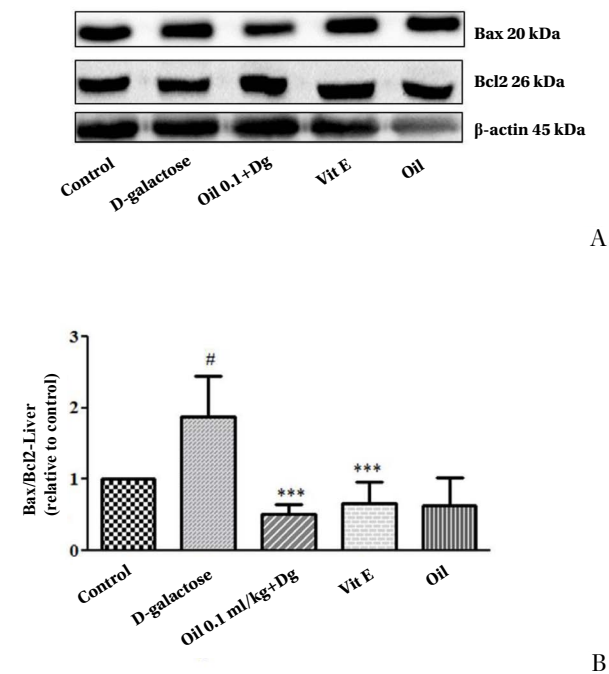 Bax 20 kDa
Bcl2 26 kDa
β-actin 45 kDa
Control
D-galactose
Oil 0.1+Dg
Vit E
Oil
A
3
2
1
0
Bax/Bcl2-Liver
(relative to control)
#
***
***
Control
D-galactose
Oil 0.1 ml/kg+Dg
Vit E
Oil
B